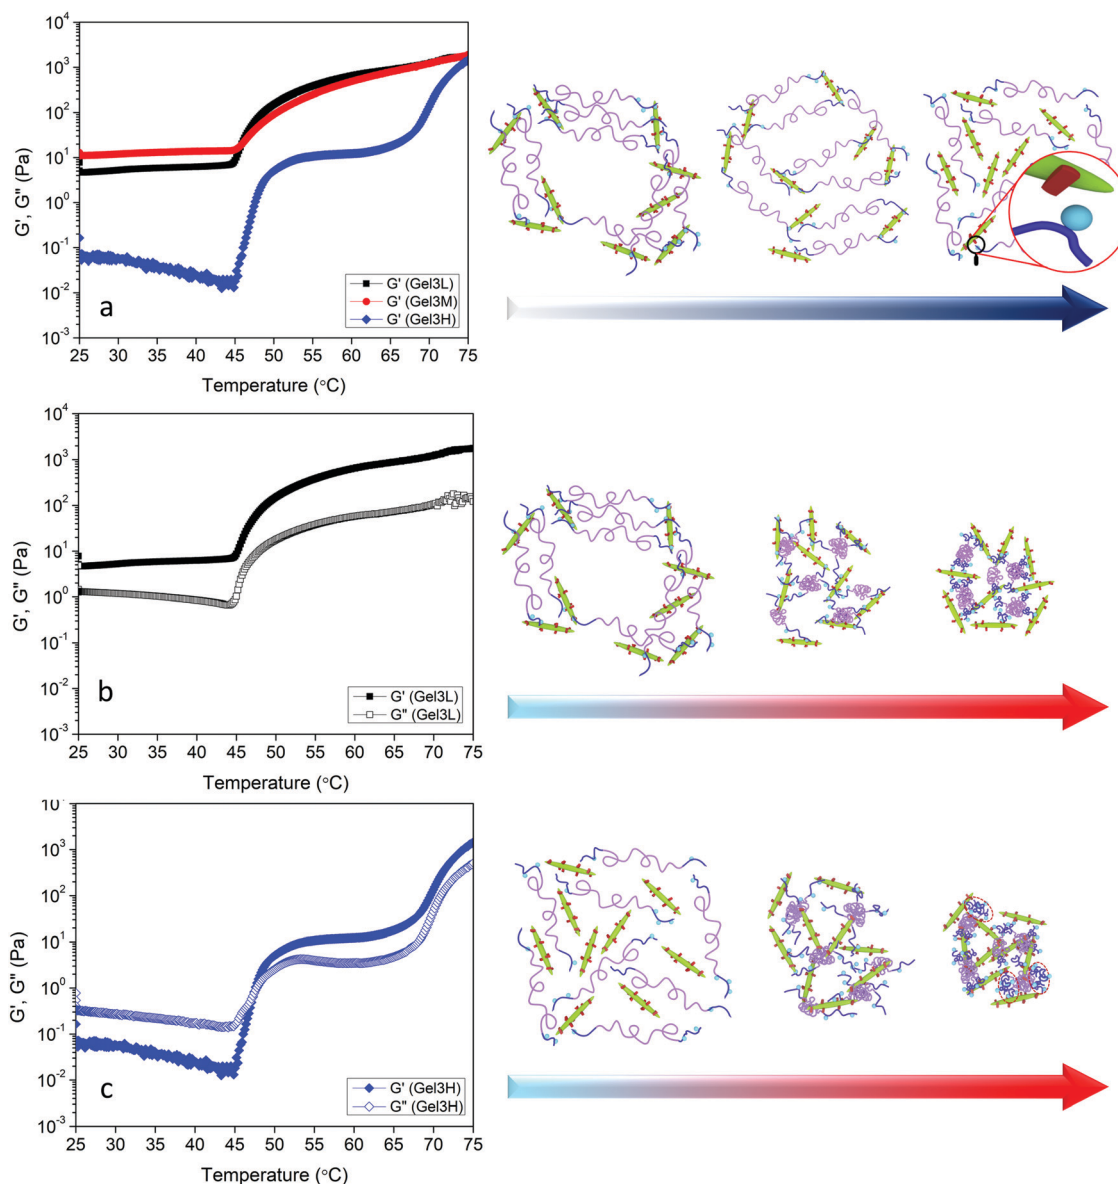 10⁴
10³
10²
10¹
10⁰
10⁻¹
10⁻²
10⁻³
G', G" (Pa)
a
G' (Gel3L)
G' (Gel3M)
G' (Gel3H)
25 30 35 40 45 50 55 60 65 70 75
Temperature (°C)
10⁴
10³
10²
10¹
10⁰
10⁻¹
10⁻²
10⁻³
G', G" (Pa)
b
G' (Gel3L)
G" (Gel3L)
25 30 35 40 45 50 55 60 65 70 75
Temperature (°C)
10³
10²
10¹
10⁰
10⁻¹
10⁻²
10⁻³
G', G" (Pa)
c
G' (Gel3H)
G" (Gel3H)
25 30 35 40 45 50 55 60 65 70 75
Temperature (°C)